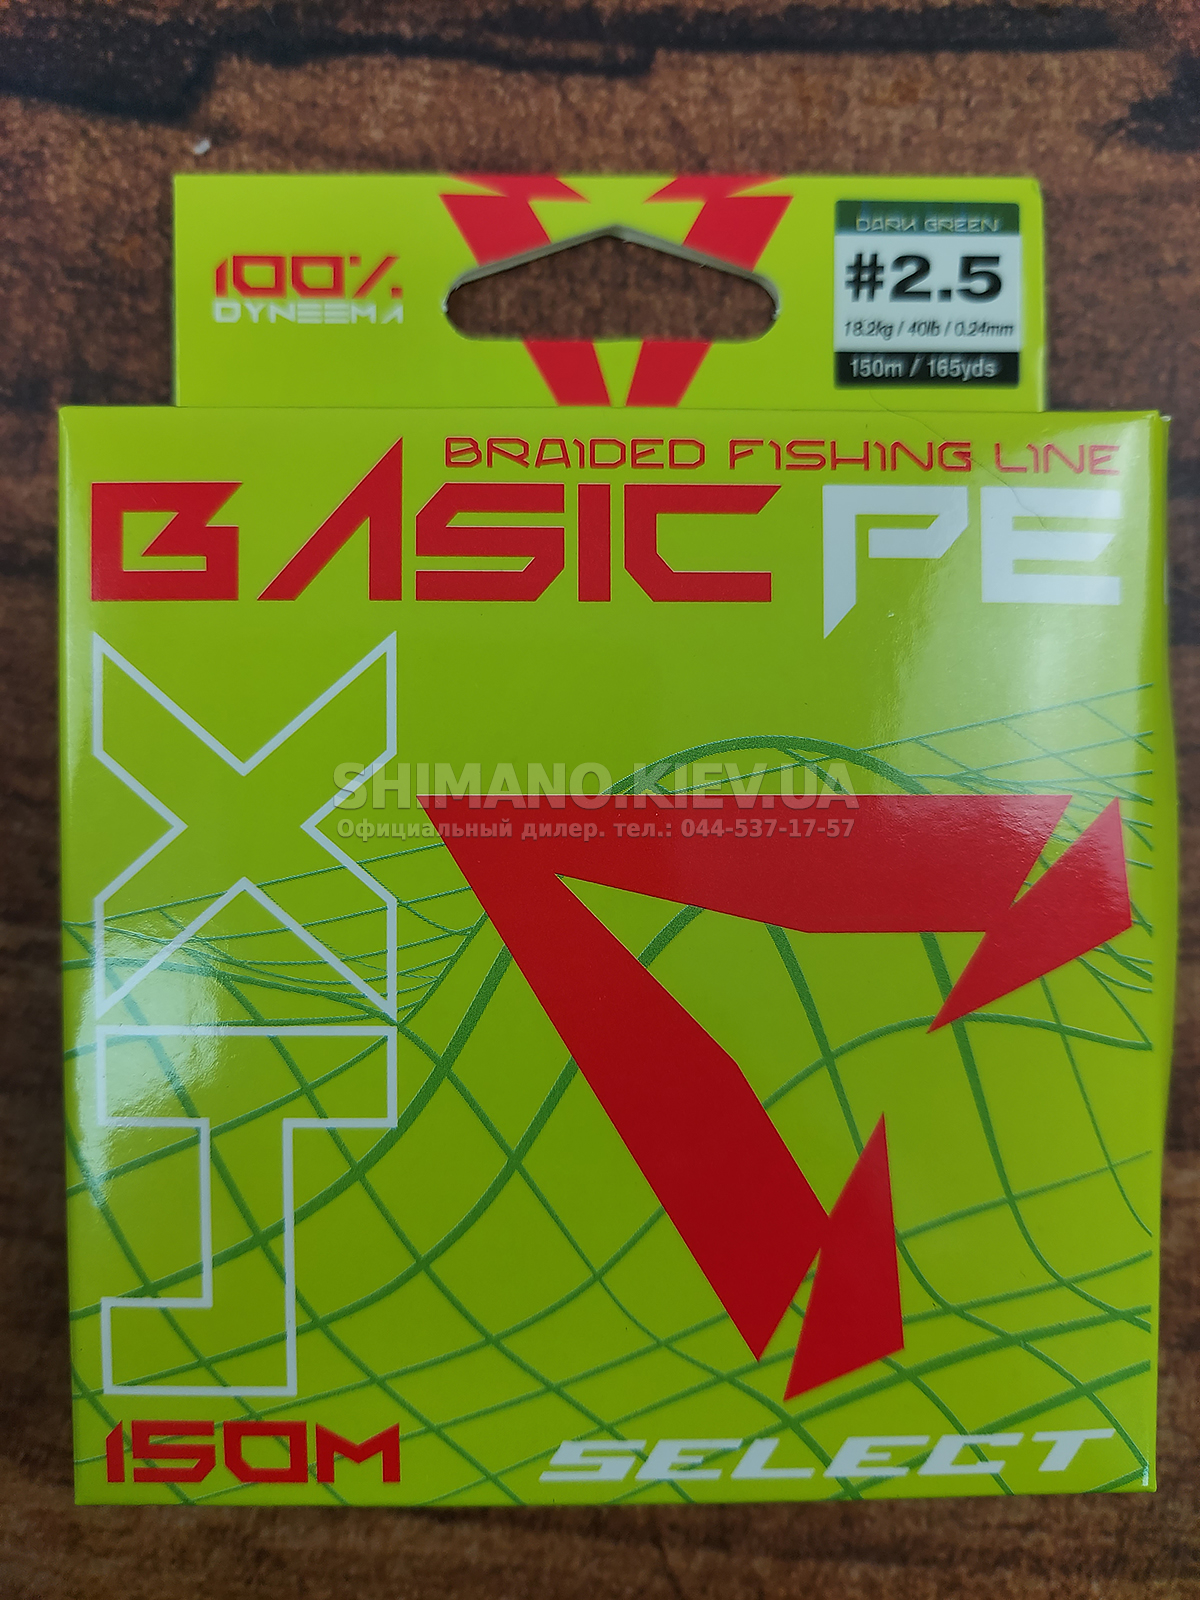 100%
DYNEEMA
DARK GREEN
#2.5
18.2kg / 40lb / 0.24mm
150m / 165yds
BRAIDED FISHING LINE
BASIC PE
SHIMANO.KIEV.UA
Официальный дилер. тел.: 044-537-17-57
150M
SELECT